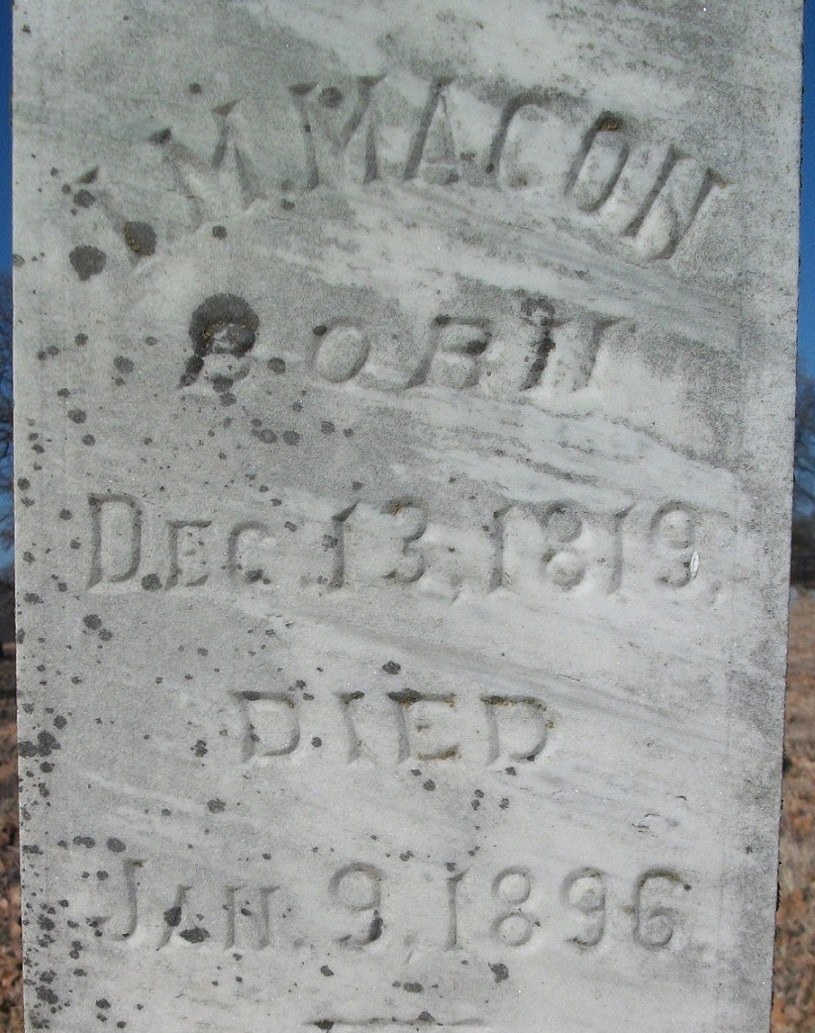 M. MACON
BORN
DEC. 13, 1819,
DIED
JAN. 9, 1896.